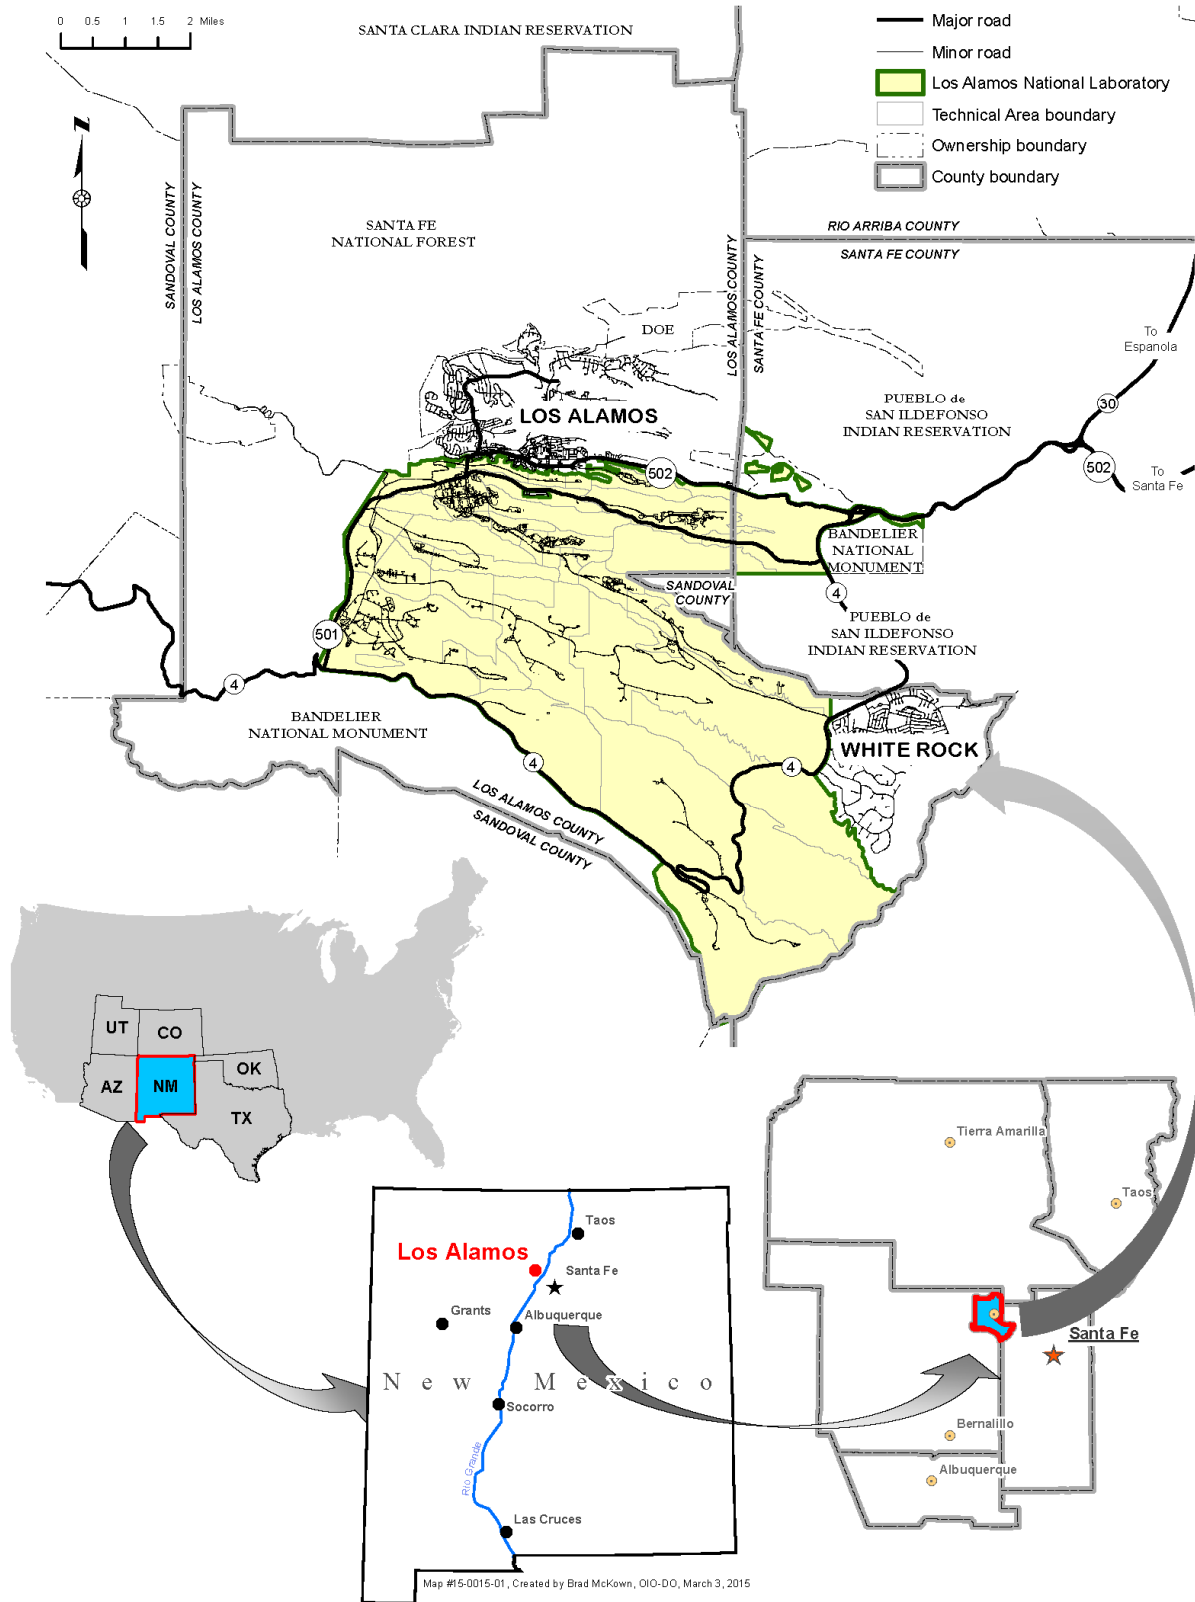 0 0.5 1 1.5 2 Miles
SANTA CLARA INDIAN RESERVATION
Major road
Minor road
Los Alamos National Laboratory
Technical Area boundary
Ownership boundary
County boundary
N
SANDOVAL COUNTY
LOS ALAMOS COUNTY
SANTA FE
NATIONAL FOREST
RIO ARRIBA COUNTY
SANTA FE COUNTY
LOS ALAMOS COUNTY
SANTA FE COUNTY
DOE
To
Espanola
LOS ALAMOS
PUEBLO de
SAN ILDEFONSO
INDIAN RESERVATION
30
502
502
To
Santa Fe
BANDELIER
NATIONAL
MONUMENT
SANDOVAL
COUNTY
4
PUEBLO de
SAN ILDEFONSO
INDIAN RESERVATION
501
4
BANDELIER
NATIONAL MONUMENT
WHITE ROCK
4
4
LOS ALAMOS COUNTY
SANDOVAL COUNTY
UT
CO
AZ
NM
OK
TX
Tierra Amarilla
Taos
Santa Fe
Bernalillo
Albuquerque
Taos
Los Alamos
Santa Fe
Grants
Albuquerque
New Mexico
Socorro
Rio Grande
Las Cruces
Map #15-0015-01, Created by Brad McKown, OIO-DO, March 3, 2015